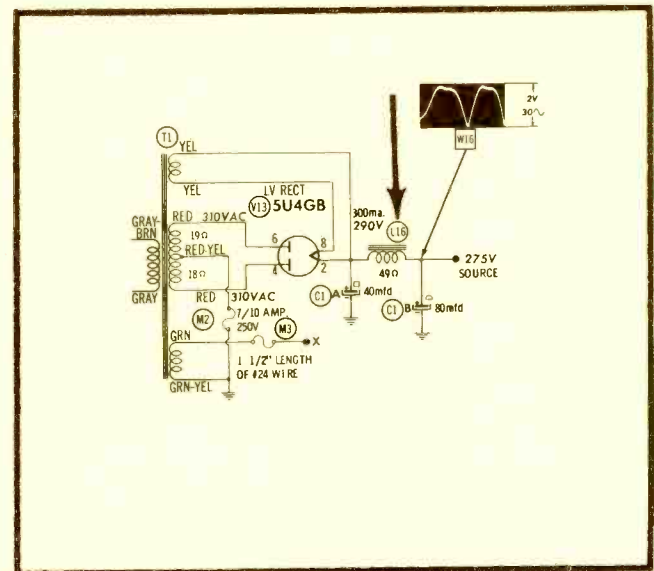 2V
30~
W16
T1
YEL
YEL
LV RECT
V13 5U4GB
300ma.
290V
L16
GRAY-
BRN
RED 310VAC
19Ω
RED-YEL
18Ω
6
4
8
2
49Ω
275V
SOURCE
GRAY
RED 310VAC
C1 A 40mfd
C1 B 80mfd
M2
7/10 AMP
250V
M3
GRN
X
1 1/2" LENGTH
OF #24 WIRE
GRN-YEL